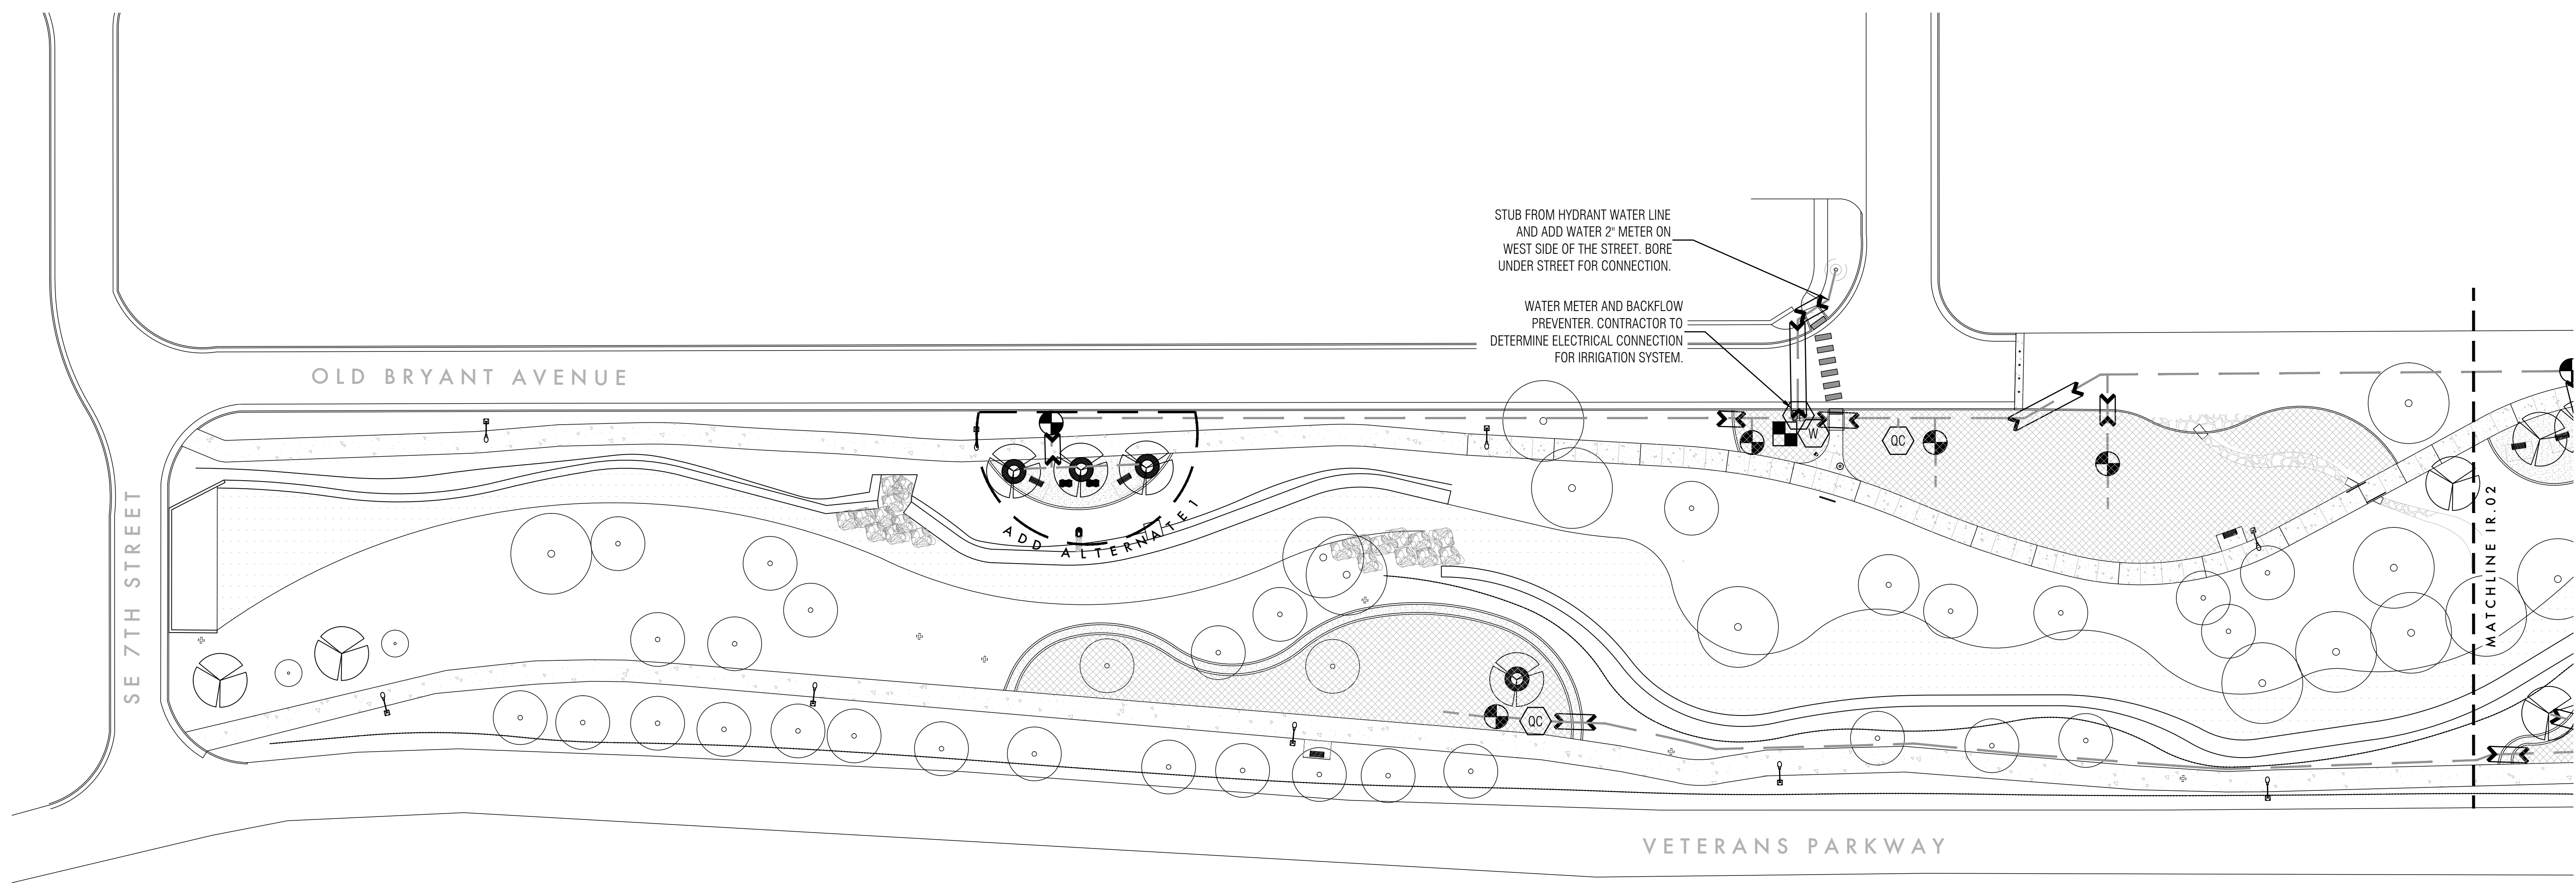 STUB FROM HYDRANT WATER LINE
AND ADD WATER 2" METER ON
WEST SIDE OF THE STREET. BORE
UNDER STREET FOR CONNECTION.
WATER METER AND BACKFLOW
PREVENTER. CONTRACTOR TO
DETERMINE ELECTRICAL CONNECTION
FOR IRRIGATION SYSTEM.
OLD BRYANT AVENUE
W
QC
ADD ALTERNATE 1
SE 7TH STREET
MATCHLINE IR.02
QC
VETERANS PARKWAY